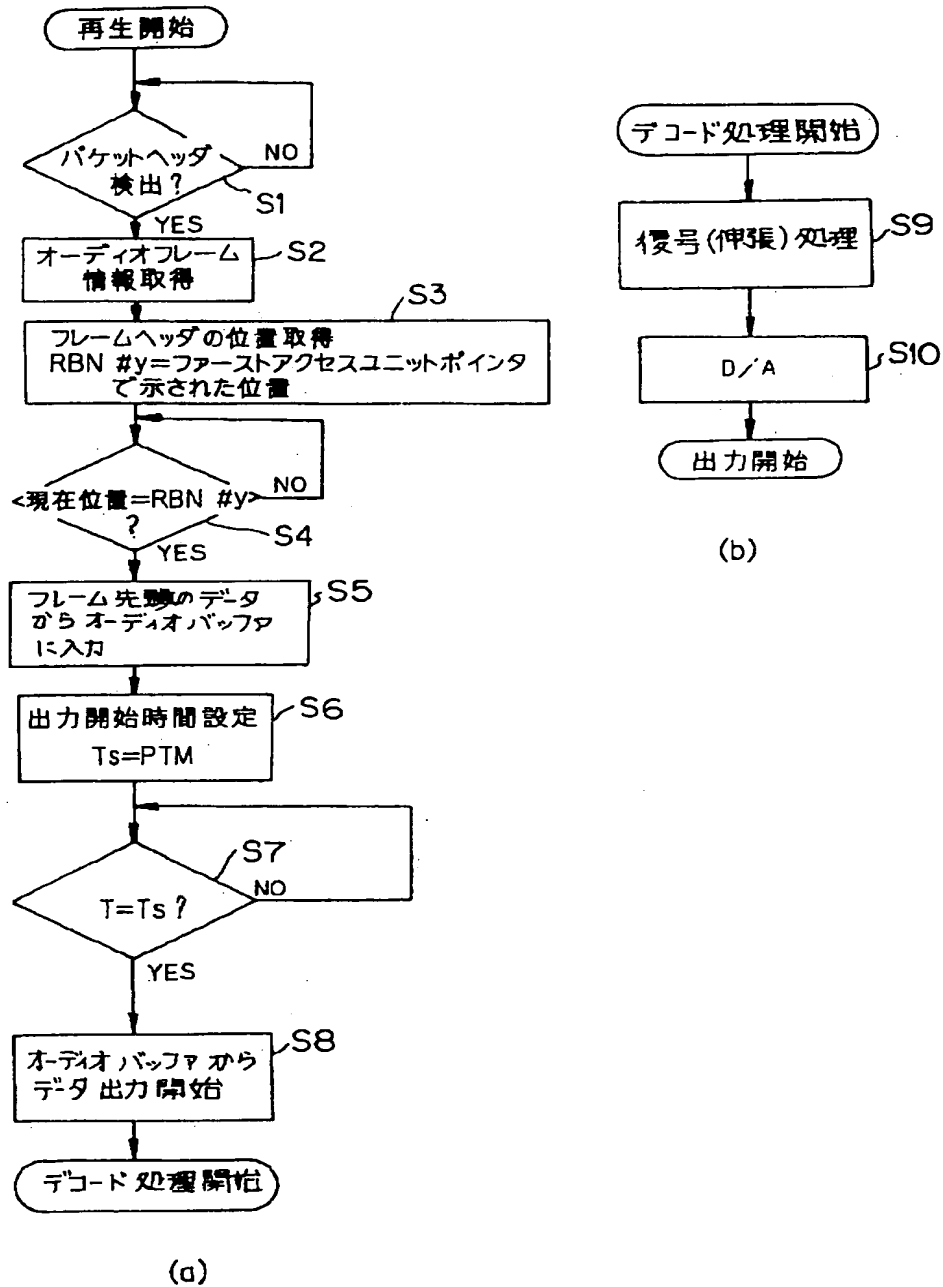 再生開始
パケットヘッダ
検出?
NO
S1
YES
オーディオフレーム
情報取得
S2
S3
フレームヘッダの位置取得
RBN #y=ファーストアクセスユニットポインタ
で示された位置
<現在位置=RBN #y>
?
NO
S4
YES
フレーム先頭のデータ
からオーディオバッファ
に入力
S5
出力開始時間設定
Ts=PTM
S6
S7
T=Ts?
NO
YES
オーディオバッファから
データ出力開始
S8
デコード処理開始
(a)
デコード処理開始
復号(伸張)処理
S9
D/A
S10
出力開始
(b)